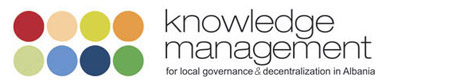 knowledge
management
for local governance & decentralization in Albania